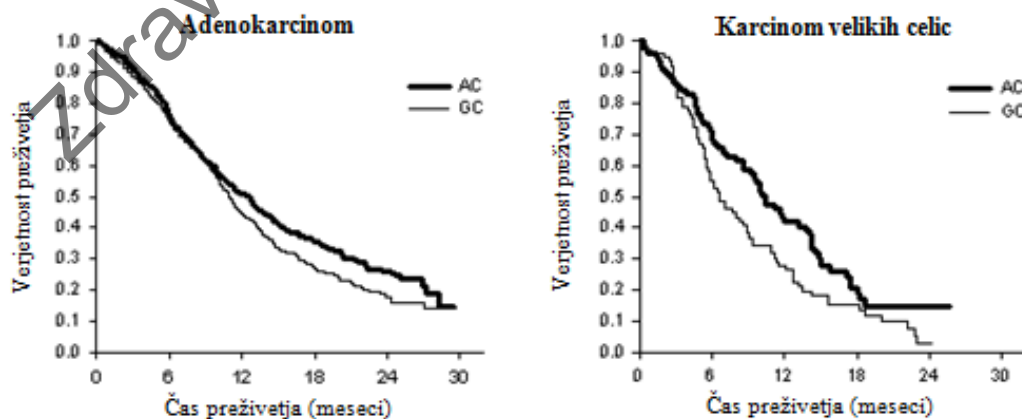 Adenokarcinom
Verjetnost preživetja
1.0
0.9
0.8
0.7
0.6
0.5
0.4
0.3
0.2
0.1
0.0
AC
GC
0 6 12 18 24 30
Čas preživetja (meseci)
Karcinom velikih celic
Verjetnost preživetja
1.0
0.9
0.8
0.7
0.6
0.5
0.4
0.3
0.2
0.1
0.0
AC
GC
0 6 12 18 24 30
Čas preživetja (meseci)
Zdrav